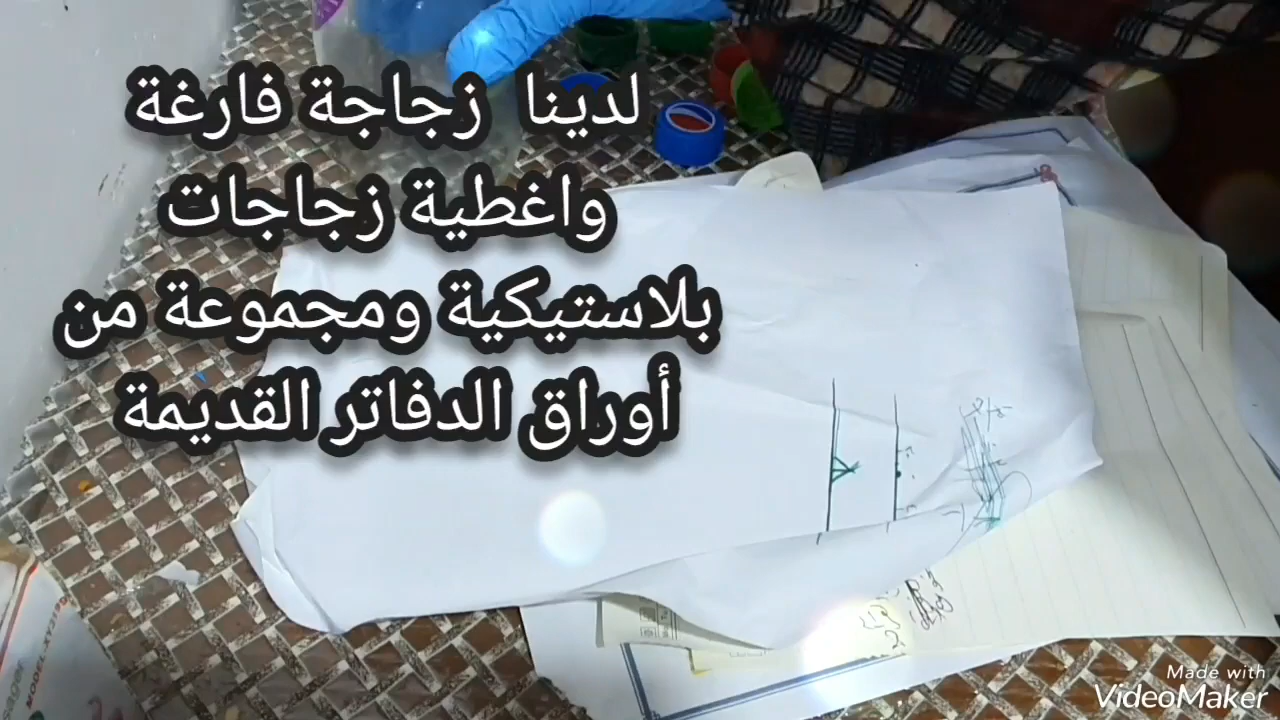 لدينا زجاجة فارغة
واغطية زجاجات
بلاستيكية ومجموعة من
أوراق الدفاتر القديمة
Made with
VideoMaker